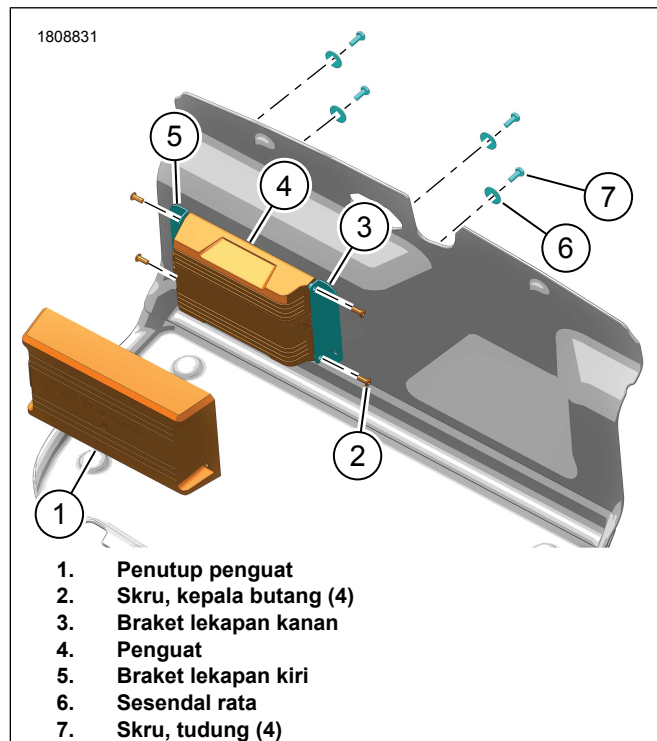 1808831
5
4
3
7
6
2
1
1. Penutup penguat
2. Skru, kepala butang (4)
3. Braket lekapan kanan
4. Penguat
5. Braket lekapan kiri
6. Sesendal rata
7. Skru, tudung (4)